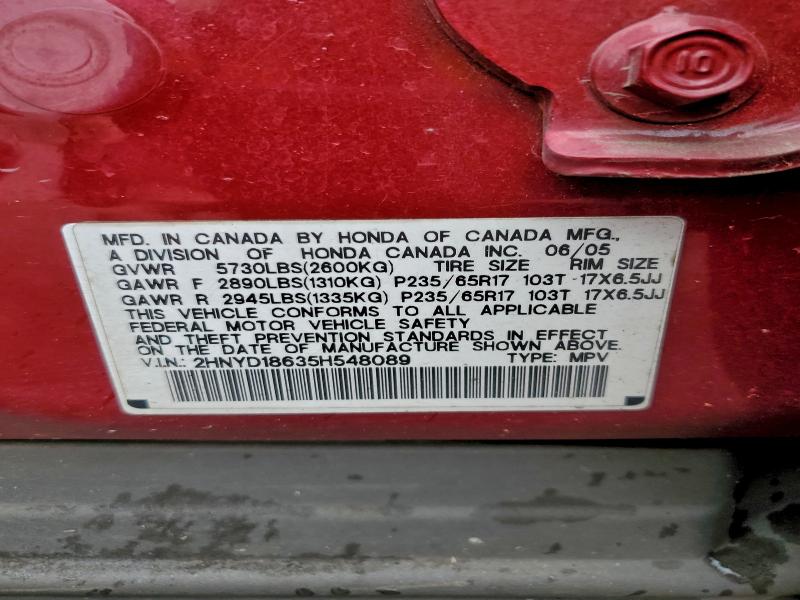 10
MFD. IN CANADA BY HONDA OF CANADA MFG.,
A DIVISION OF HONDA CANADA INC. 06/05
GVWR 5730LBS(2600KG) TIRE SIZE RIM SIZE
GAWR F 2890LBS(1310KG) P235/65R17 103T 17X6.5JJ
GAWR R 2945LBS(1335KG) P235/65R17 103T 17X6.5JJ
THIS VEHICLE CONFORMS TO ALL APPLICABLE
FEDERAL MOTOR VEHICLE SAFETY
AND THEFT PREVENTION STANDARDS IN EFFECT
ON THE DATE OF MANUFACTURE SHOWN ABOVE.
V.I.N.: 2HNYD18635H548089 TYPE: MPV